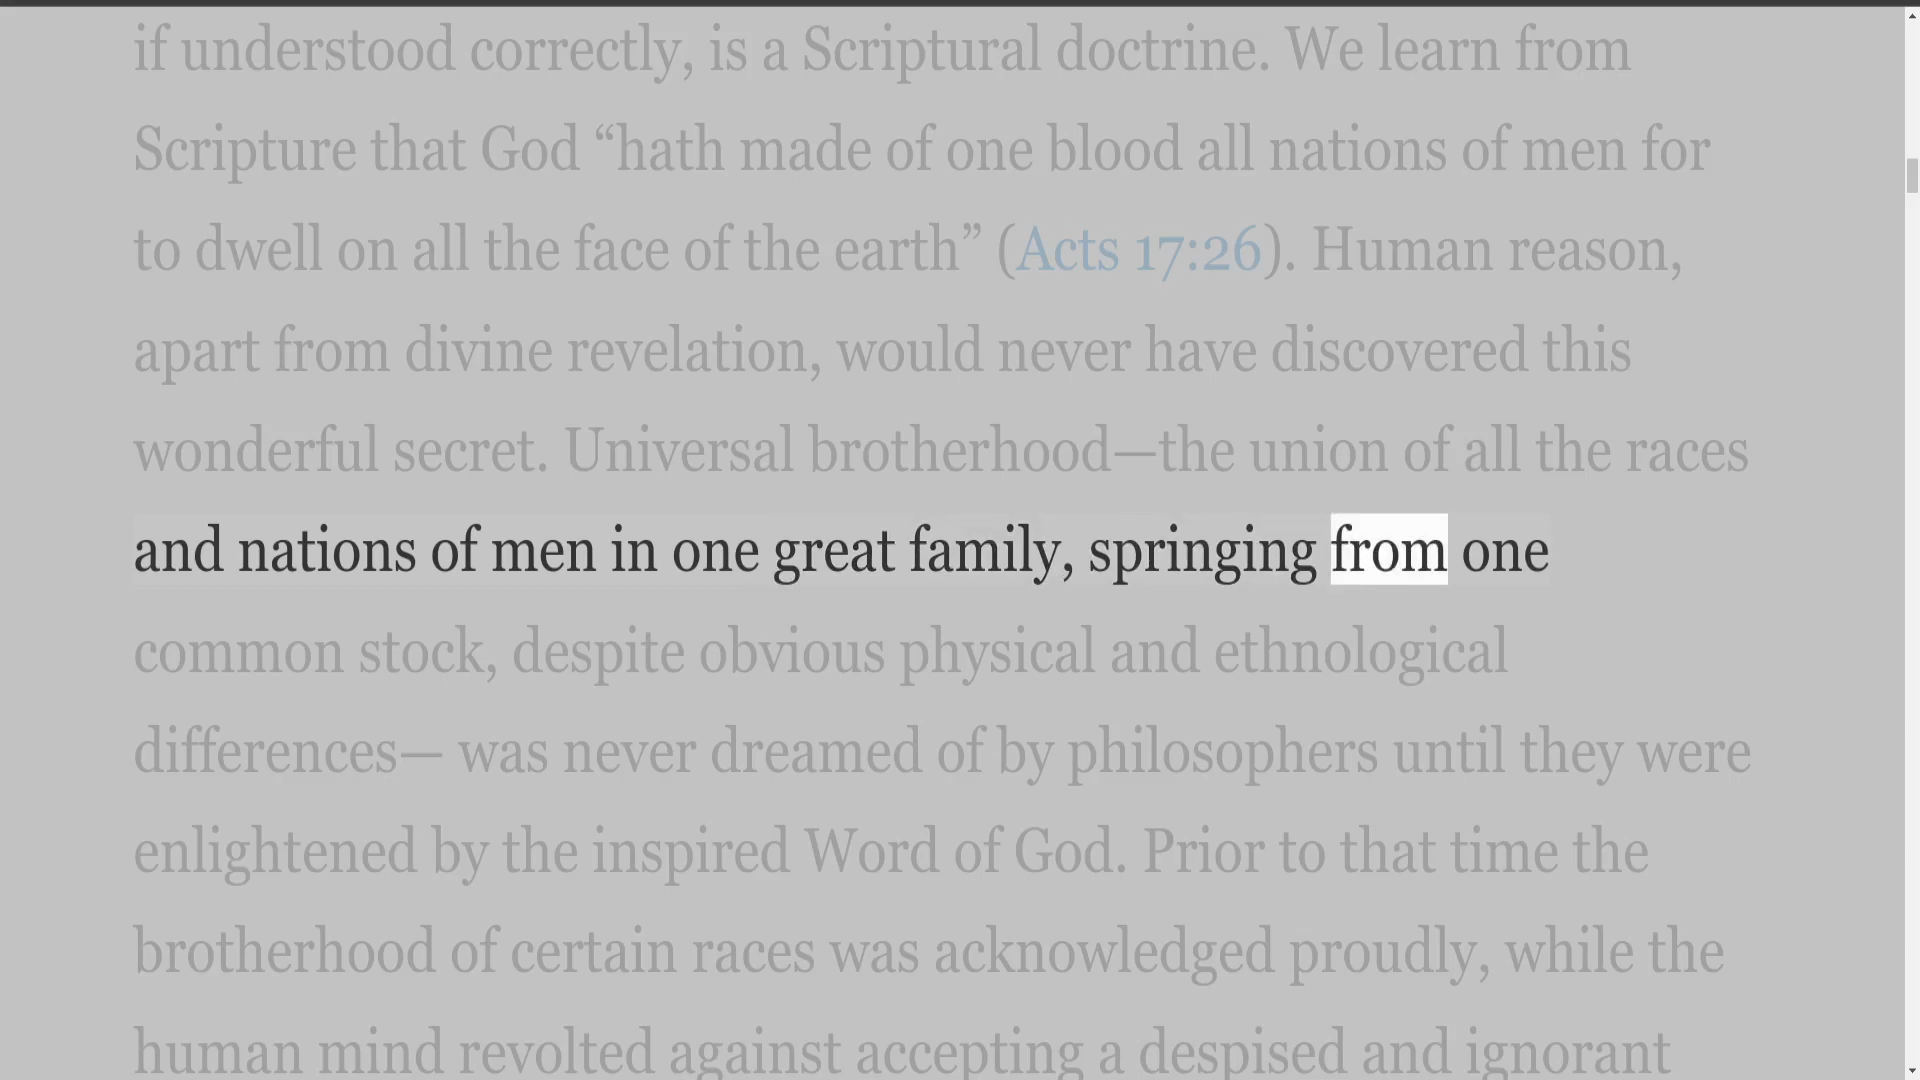 if understood correctly, is a Scriptural doctrine. We learn from
Scripture that God “hath made of one blood all nations of men for
to dwell on all the face of the earth” (Acts 17:26). Human reason,
apart from divine revelation, would never have discovered this
wonderful secret. Universal brotherhood—the union of all the races
and nations of men in one great family, springing from one
common stock, despite obvious physical and ethnological
differences— was never dreamed of by philosophers until they were
enlightened by the inspired Word of God. Prior to that time the
brotherhood of certain races was acknowledged proudly, while the
human mind revolted against accepting a despised and ignorant